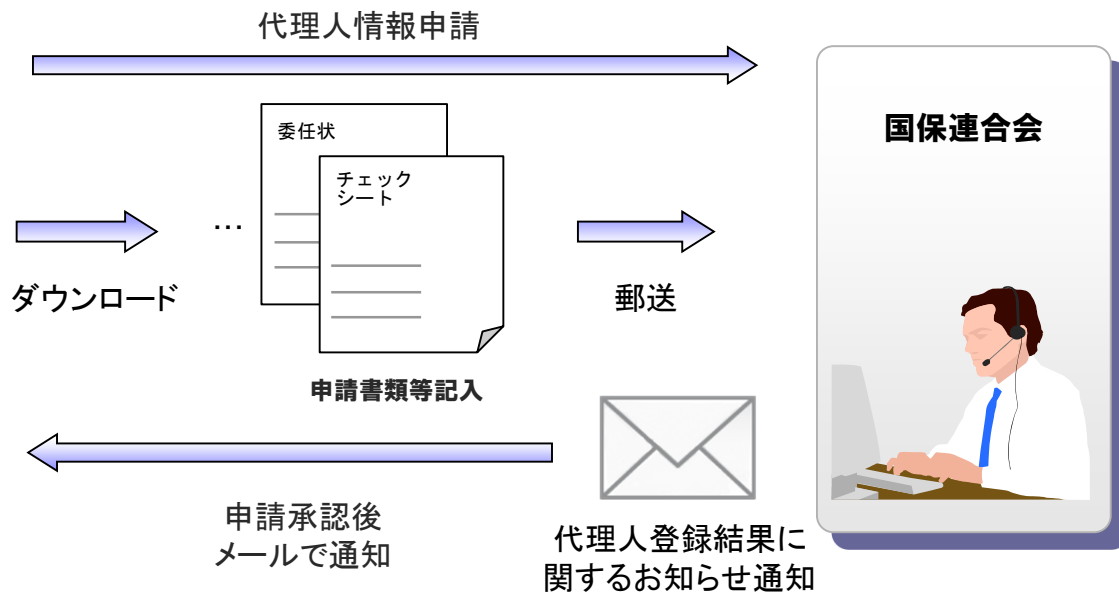 代理人情報申請
国保連合会
委任状
チェック
シート
…
ダウンロード
郵送
申請書類等記入
申請承認後
メールで通知
代理人登録結果に
関するお知らせ通知